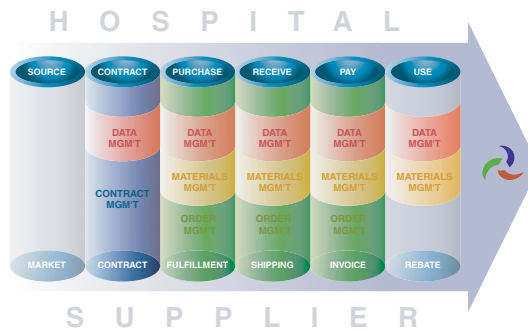 HOSPITAL
SOURCE CONTRACT PURCHASE RECEIVE PAY USE
DATA MGM'T DATA MGM'T DATA MGM'T DATA MGM'T DATA MGM'T
CONTRACT MGM'T MATERIALS MGM'T MATERIALS MGM'T MATERIALS MGM'T MATERIALS MGM'T
ORDER MGM'T ORDER MGM'T ORDER MGM'T
MARKET CONTRACT FULFILLMENT SHIPPING INVOICE REBATE
SUPPLIER